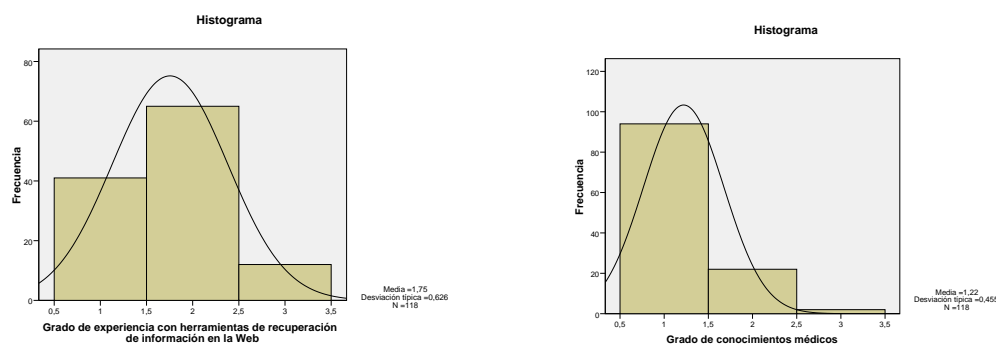 Histograma
80
60
40
20
0
Frecuencia
0,5 1 1,5 2 2,5 3 3,5
Grado de experiencia con herramientas de recuperación
de información en la Web
Media =1,75
Desviación típica =0,626
N =118
Histograma
120
100
80
60
40
20
0
Frecuencia
0,5 1 1,5 2 2,5 3 3,5
Grado de conocimientos médicos
Media =1,22
Desviación típica =0,455
N =118